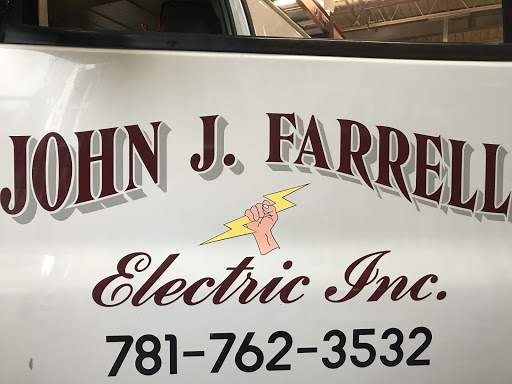 JOHN J. FARRELL
Electric Inc.
781-762-3532